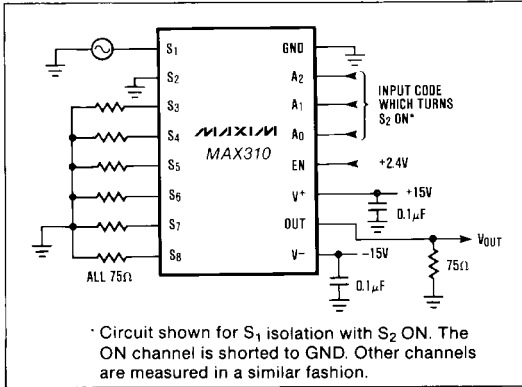 S1
GND
S2
A2
INPUT CODE
WHICH TURNS
S2 ON*
S3
A1
S4
MAXIM
A0
MAX310
S5
EN
+2.4V
S6
V+
+15V
0.1µF
S7
OUT
VOUT
S8
V−
−15V
75Ω
ALL 75Ω
0.1µF
· Circuit shown for S1 isolation with S2 ON. The
ON channel is shorted to GND. Other channels
are measured in a similar fashion.